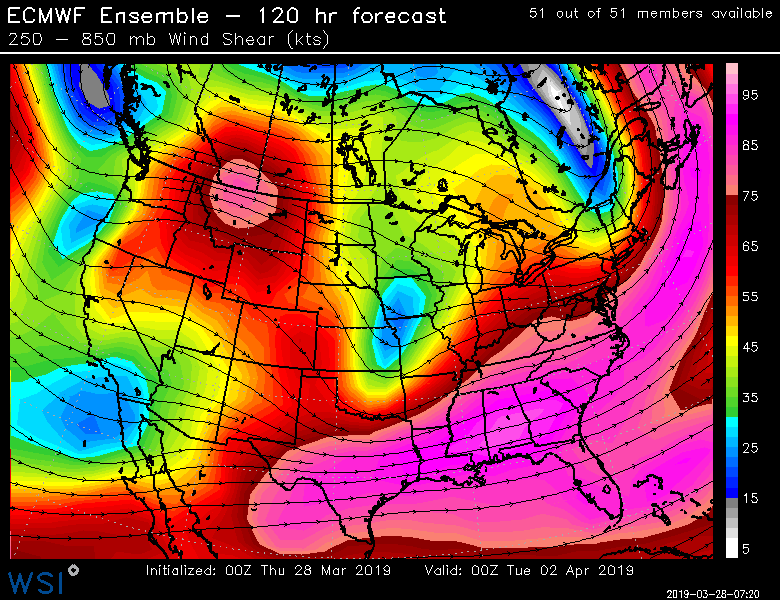 ECMWF Ensemble – 120 hr forecast
51 out of 51 members available
250 – 850 mb Wind Shear (kts)
95
85
75
65
55
45
35
25
15
5
Initialized: 00Z Thu 28 Mar 2019 Valid: 00Z Tue 02 Apr 2019
WSI
2019-03-28-07:20